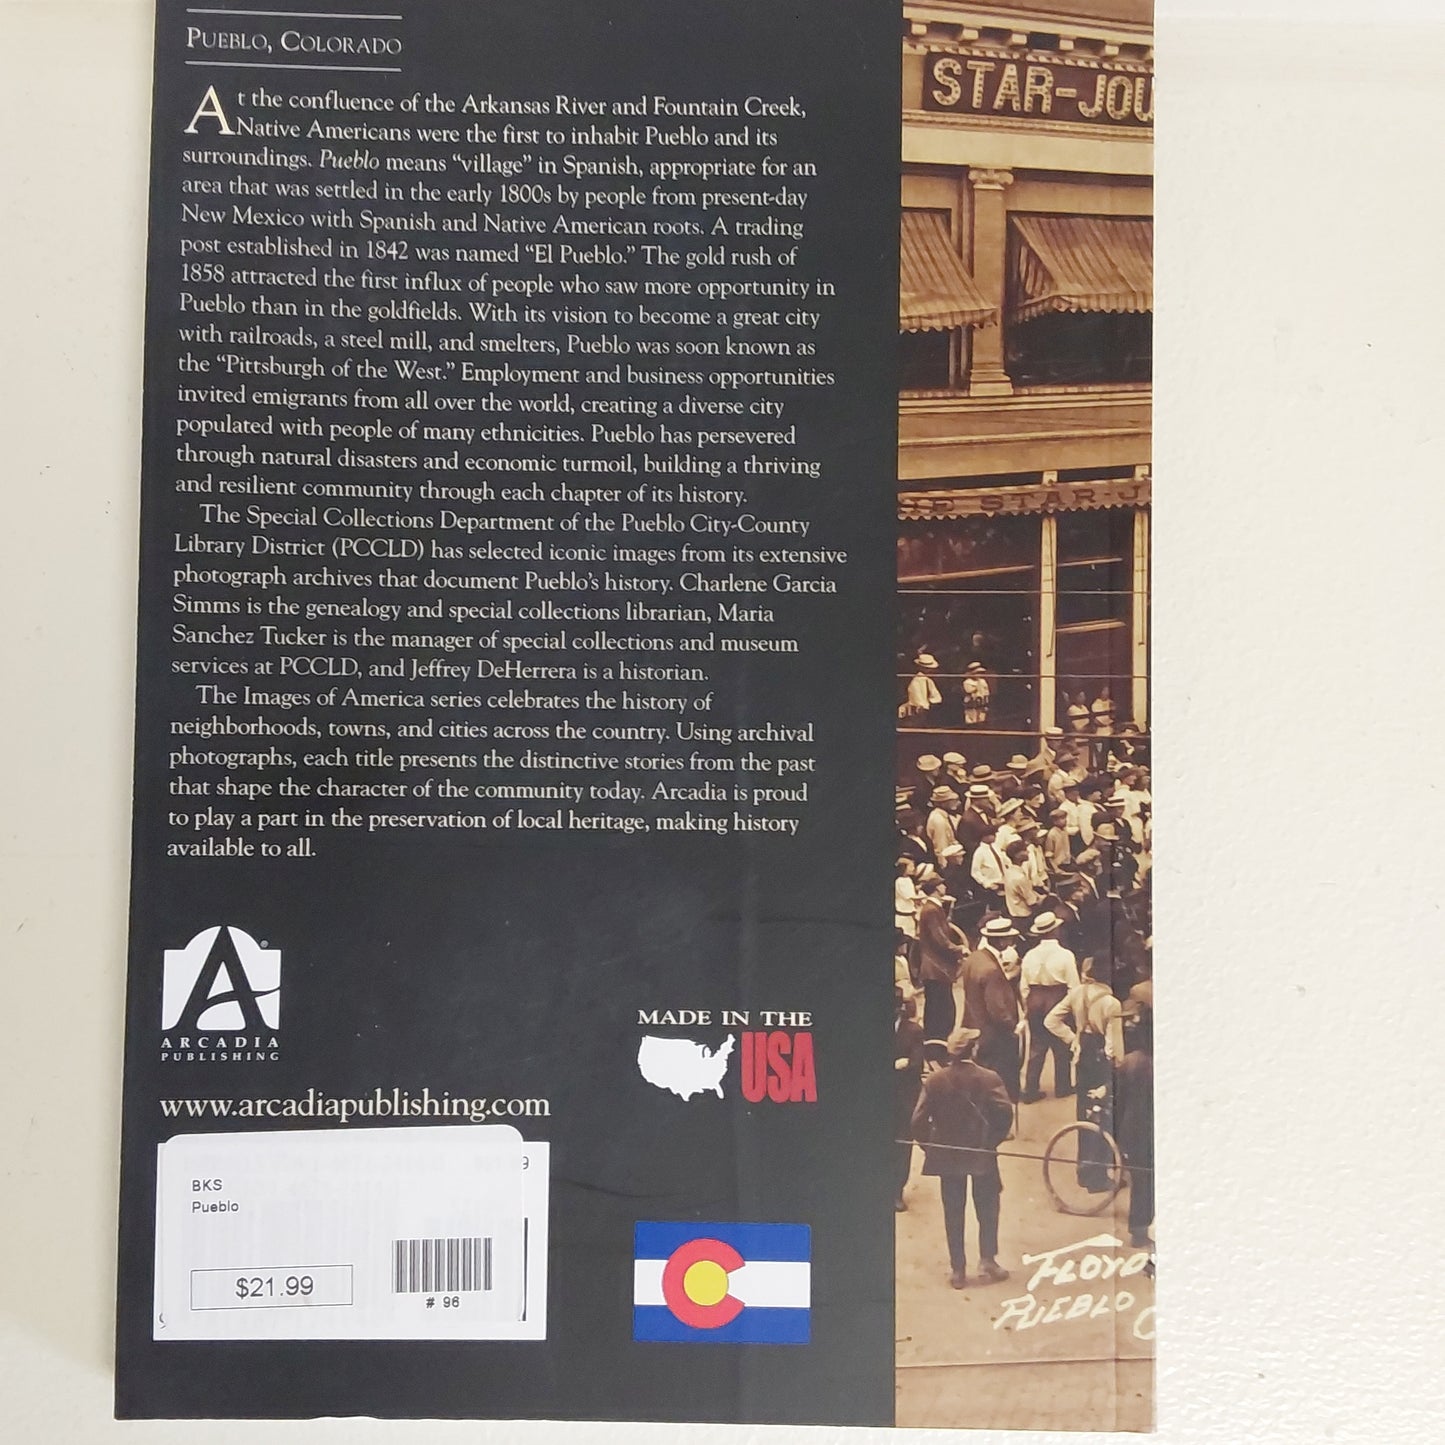 PUEBLO, COLORADO
At the confluence of the Arkansas River and Fountain Creek,
Native Americans were the first to inhabit Pueblo and its
surroundings. Pueblo means “village” in Spanish, appropriate for an
area that was settled in the early 1800s by people from present-day
New Mexico with Spanish and Native American roots. A trading
post established in 1842 was named “El Pueblo.” The gold rush of
1858 attracted the first influx of people who saw more opportunity in
Pueblo than in the goldfields. With its vision to become a great city
with railroads, a steel mill, and smelters, Pueblo was soon known as
the “Pittsburgh of the West.” Employment and business opportunities
invited emigrants from all over the world, creating a diverse city
populated with people of many ethnicities. Pueblo has persevered
through natural disasters and economic turmoil, building a thriving
and resilient community through each chapter of its history.
The Special Collections Department of the Pueblo City-County
Library District (PCCLD) has selected iconic images from its extensive
photograph archives that document Pueblo’s history. Charlene Garcia
Simms is the genealogy and special collections librarian, Maria
Sanchez Tucker is the manager of special collections and museum
services at PCCLD, and Jeffrey DeHerrera is a historian.
The Images of America series celebrates the history of
neighborhoods, towns, and cities across the country. Using archival
photographs, each title presents the distinctive stories from the past
that shape the character of the community today. Arcadia is proud
to play a part in the preservation of local heritage, making history
available to all.
ARCADIA
PUBLISHING
MADE IN THE
USA
www.arcadiapublishing.com
BKS
Pueblo
$21.99
# 96
STAR-JOU
HE STAR-J
FLOYD
PUEBLO C